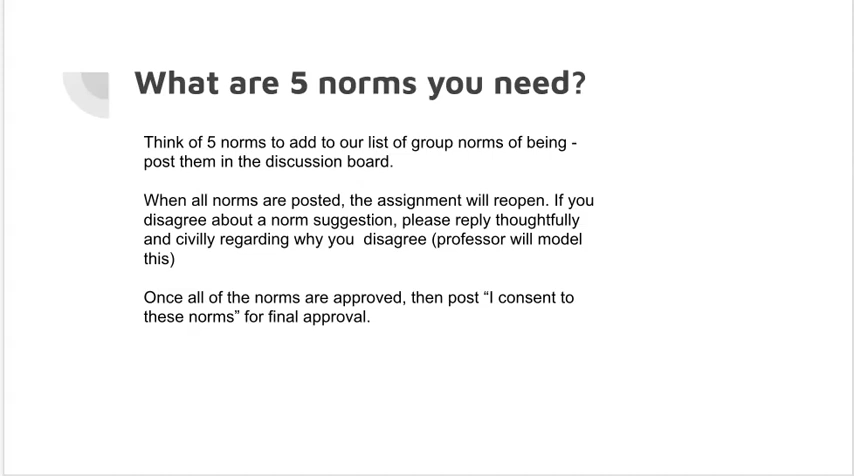 What are 5 norms you need?
Think of 5 norms to add to our list of group norms of being -
post them in the discussion board.
When all norms are posted, the assignment will reopen. If you
disagree about a norm suggestion, please reply thoughtfully
and civilly regarding why you  disagree (professor will model
this)
Once all of the norms are approved, then post “I consent to
these norms” for final approval.